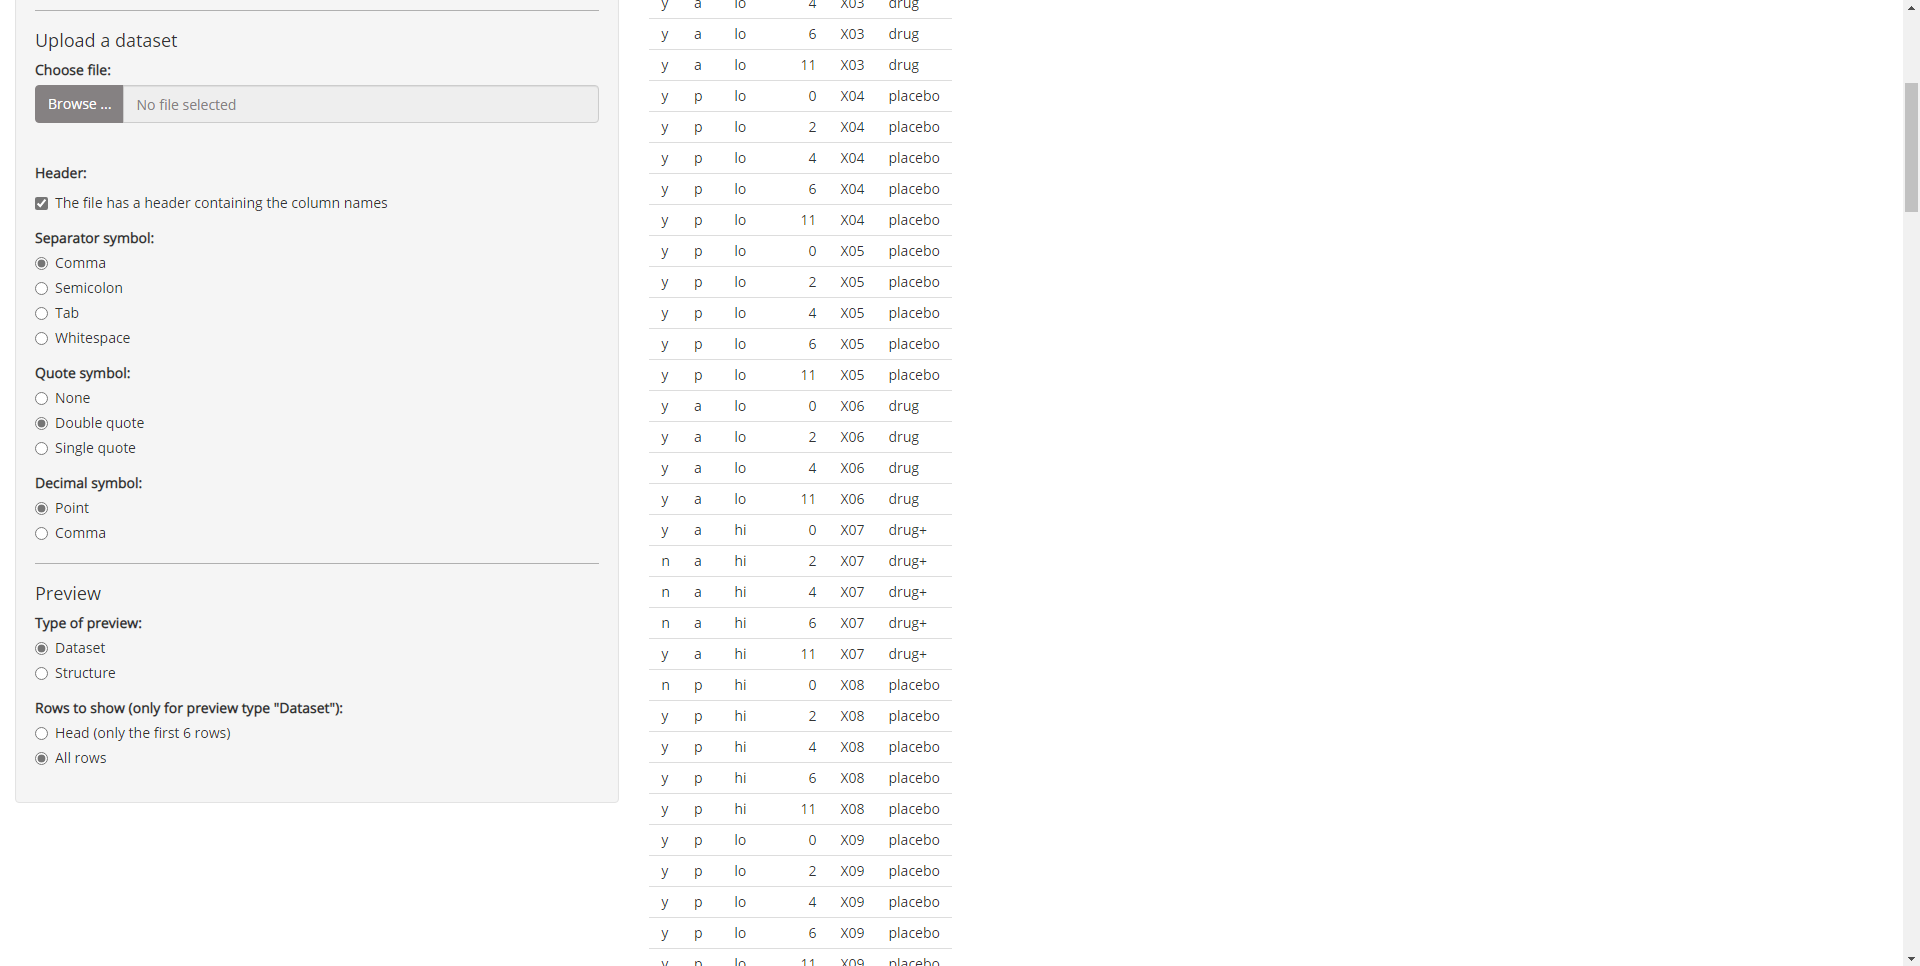 Upload a dataset
Choose file:
Browse ...
No file selected
Header:
The file has a header containing the column names
Separator symbol:
Comma
Semicolon
Tab
Whitespace
Quote symbol:
None
Double quote
Single quote
Decimal symbol:
Point
Comma
Preview
Type of preview:
Dataset
Structure
Rows to show (only for preview type "Dataset"):
Head (only the first 6 rows)
All rows
y a lo 4 X03 drug
y a lo 6 X03 drug
y a lo 11 X03 drug
y p lo 0 X04 placebo
y p lo 2 X04 placebo
y p lo 4 X04 placebo
y p lo 6 X04 placebo
y p lo 11 X04 placebo
y p lo 0 X05 placebo
y p lo 2 X05 placebo
y p lo 4 X05 placebo
y p lo 6 X05 placebo
y p lo 11 X05 placebo
y a lo 0 X06 drug
y a lo 2 X06 drug
y a lo 4 X06 drug
y a lo 11 X06 drug
y a hi 0 X07 drug+
n a hi 2 X07 drug+
n a hi 4 X07 drug+
n a hi 6 X07 drug+
y a hi 11 X07 drug+
n p hi 0 X08 placebo
y p hi 2 X08 placebo
y p hi 4 X08 placebo
y p hi 6 X08 placebo
y p hi 11 X08 placebo
y p lo 0 X09 placebo
y p lo 2 X09 placebo
y p lo 4 X09 placebo
y p lo 6 X09 placebo
y p lo 11 X09 placebo